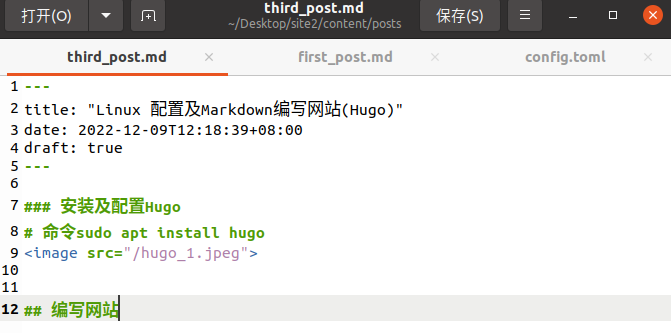 打开(O)
third_post.md
~/Desktop/site2/content/posts
保存(S)
third_post.md
first_post.md
config.toml
1 ---
2 title: "Linux 配置及Markdown编写网站(Hugo)"
3 date: 2022-12-09T12:18:39+08:00
4 draft: true
5 ---
6
7 ### 安装及配置Hugo
8 # 命令sudo apt install hugo
9 <image src="/hugo_1.jpeg">
10
11
12 ## 编写网站